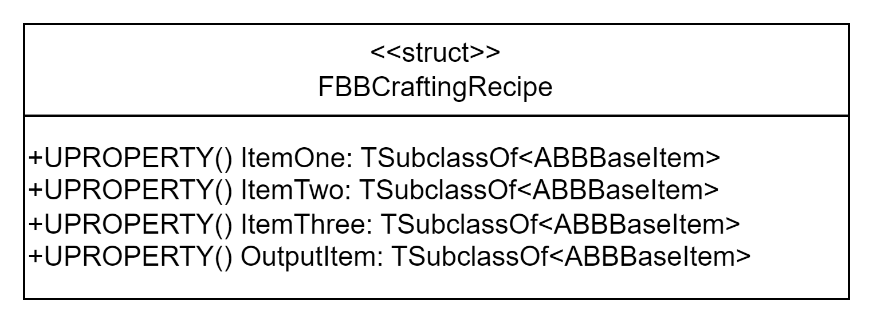 <<struct>>
FBBCraftingRecipe
+UPROPERTY() ItemOne: TSubclassOf<ABBBaseItem>
+UPROPERTY() ItemTwo: TSubclassOf<ABBBaseItem>
+UPROPERTY() ItemThree: TSubclassOf<ABBBaseItem>
+UPROPERTY() OutputItem: TSubclassOf<ABBBaseItem>